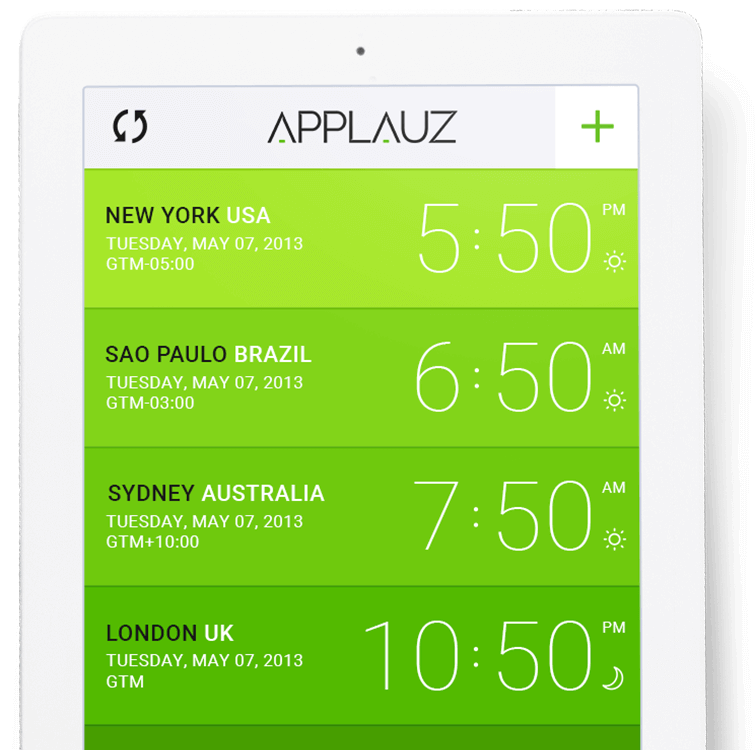 APPLAUZ
NEW YORK USA
TUESDAY, MAY 07, 2013
GTM-05:00
5:50 PM
SAO PAULO BRAZIL
TUESDAY, MAY 07, 2013
GTM-03:00
6:50 AM
SYDNEY AUSTRALIA
TUESDAY, MAY 07, 2013
GTM+10:00
7:50 AM
LONDON UK
TUESDAY, MAY 07, 2013
GTM
10:50 PM